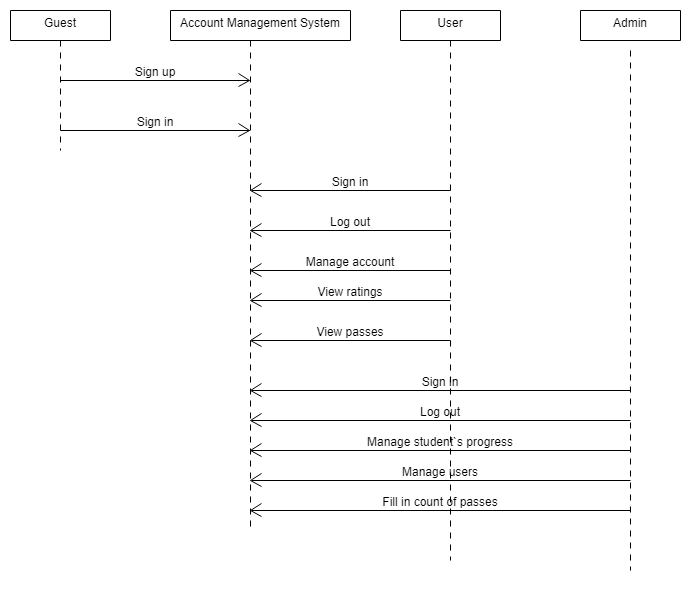 Guest
Account Management System
User
Admin
Sign up
Sign in
Sign in
Log out
Manage account
View ratings
View passes
Sign in
Log out
Manage student`s progress
Manage users
Fill in count of passes